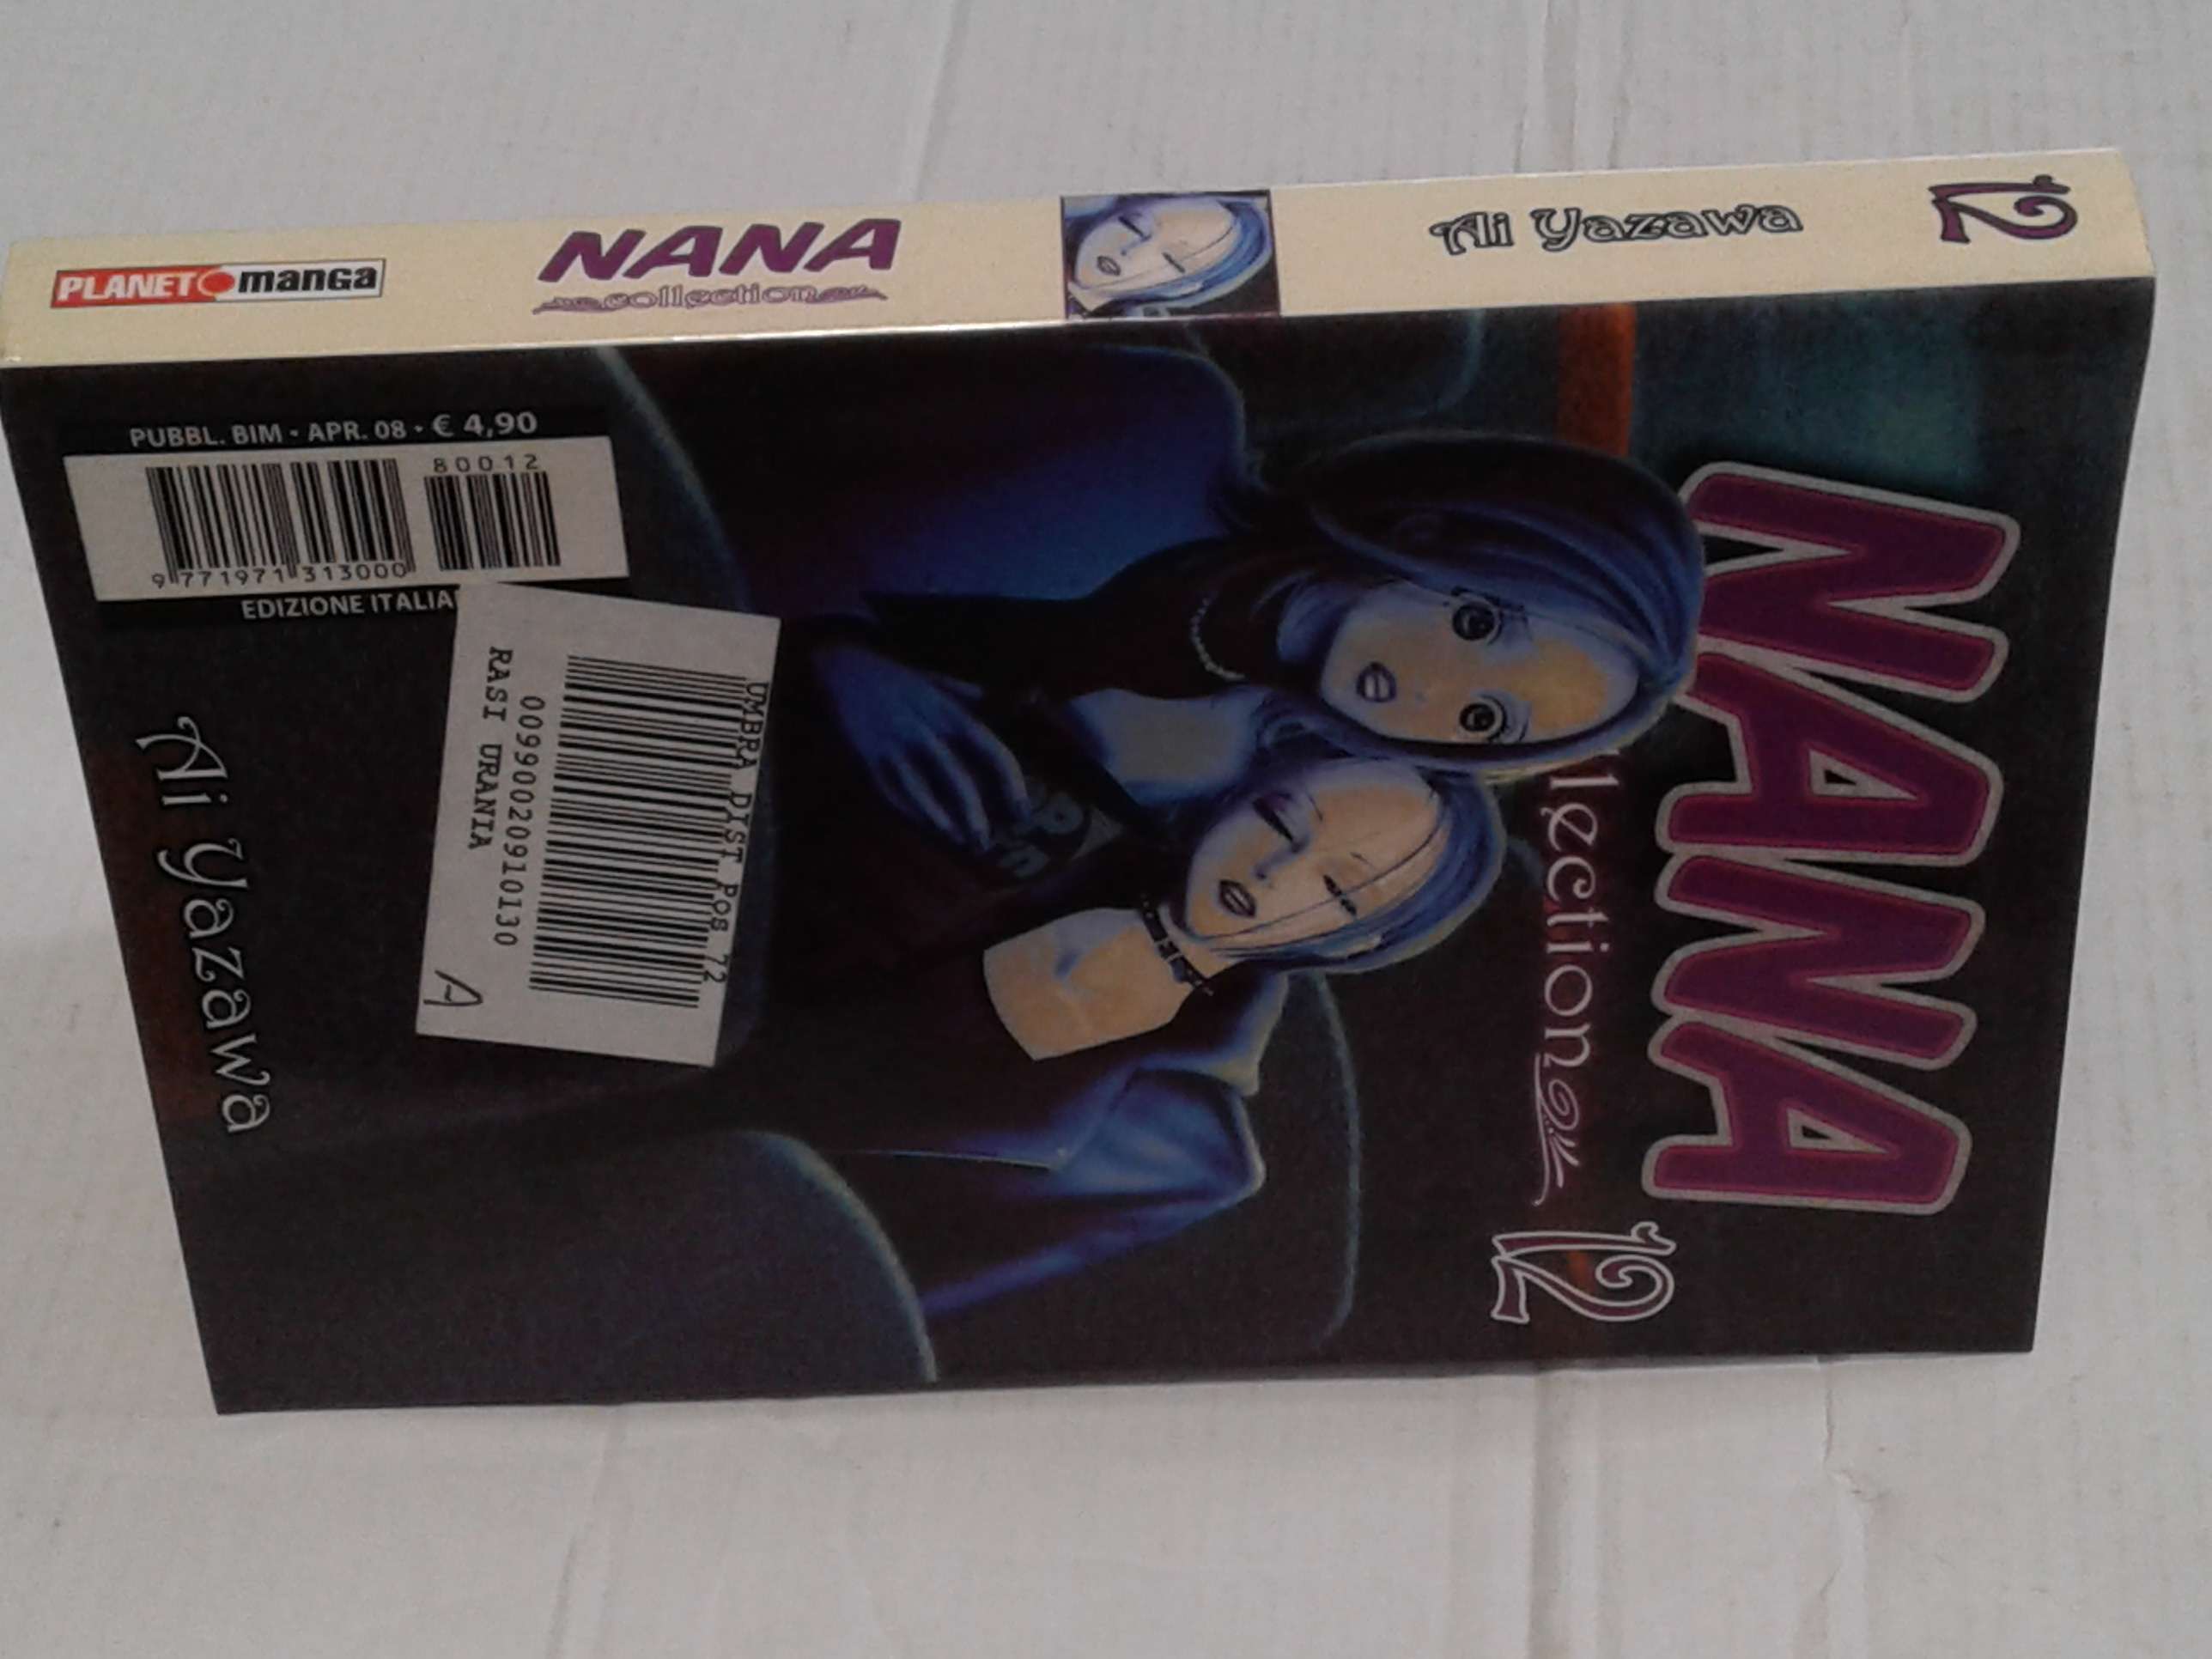 PLANET manga
NANA
collection
Ai Yazawa
12
NANA
llection
12
PUBBL. BIM - APR. 08 - € 4,90
80012
9 771971 313000
EDIZIONE ITALIA
UMBRA DIST POS 72
00990020910130
RASI URANIA
A
Ai Yazawa